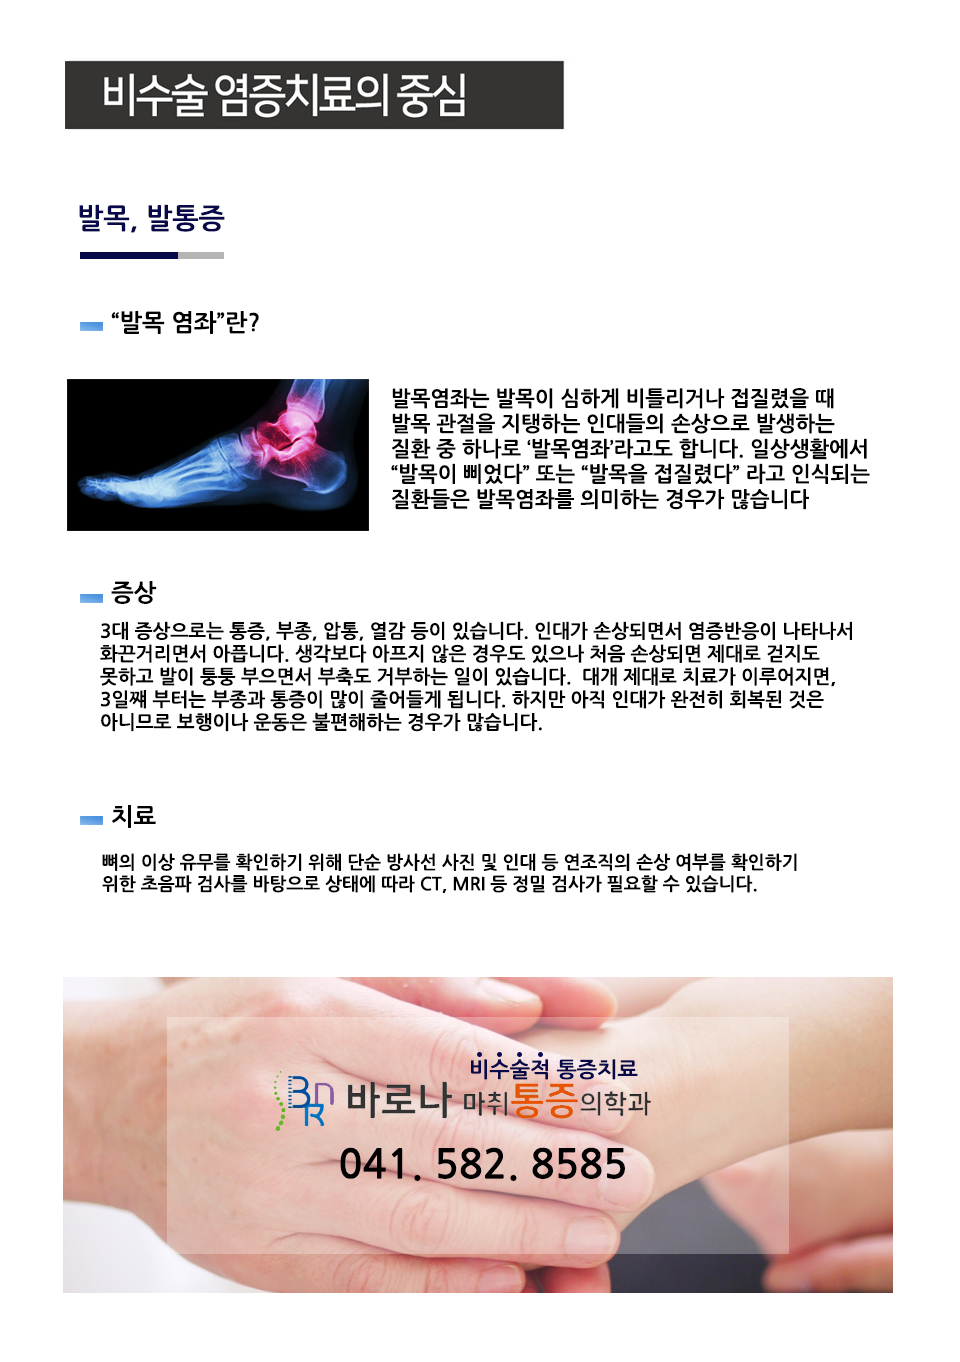 비수술 염증치료의 중심
발목, 발통증
“발목 염좌”란?
발목염좌는 발목이 심하게 비틀리거나 접질렸을 때
발목 관절을 지탱하는 인대들의 손상으로 발생하는
질환 중 하나로 ‘발목염좌’라고도 합니다. 일상생활에서
“발목이 삐었다” 또는 “발목을 접질렸다” 라고 인식되는
질환들은 발목염좌를 의미하는 경우가 많습니다
증상
3대 증상으로는 통증, 부종, 압통, 열감 등이 있습니다. 인대가 손상되면서 염증반응이 나타나서
화끈거리면서 아픕니다. 생각보다 아프지 않은 경우도 있으나 처음 손상되면 제대로 걷지도
못하고 발이 퉁퉁 부으면서 부축도 거부하는 일이 있습니다. 대개 제대로 치료가 이루어지면,
3일째 부터는 부종과 통증이 많이 줄어들게 됩니다. 하지만 아직 인대가 완전히 회복된 것은
아니므로 보행이나 운동은 불편해하는 경우가 많습니다.
치료
뼈의 이상 유무를 확인하기 위해 단순 방사선 사진 및 인대 등 연조직의 손상 여부를 확인하기
위한 초음파 검사를 바탕으로 상태에 따라 CT, MRI 등 정밀 검사가 필요할 수 있습니다.
비수술적 통증치료
BnR 바로나 마취통증의학과
041. 582. 8585